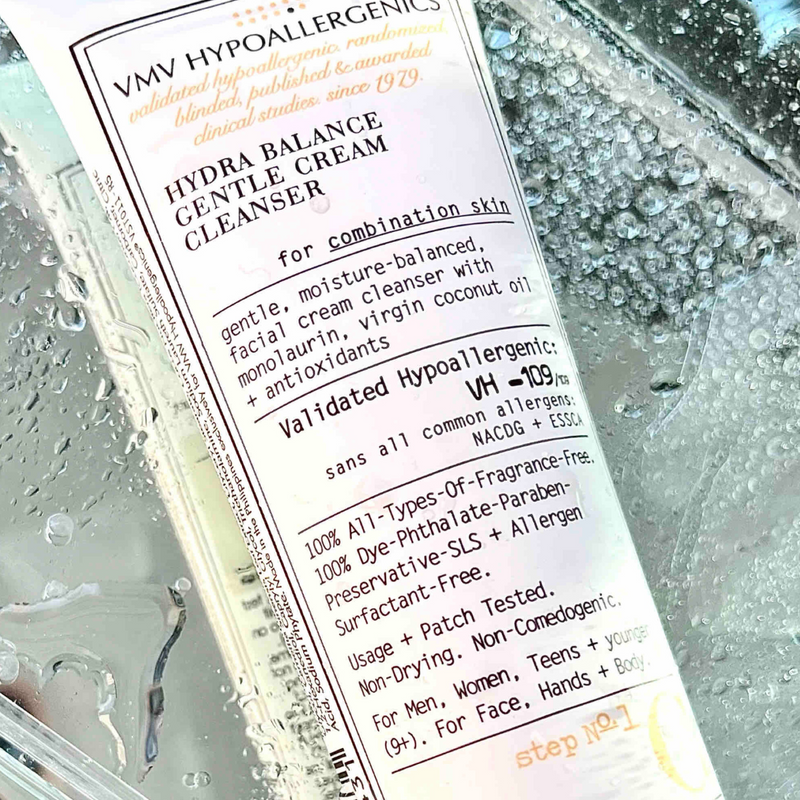 VMV HYPOALLERGENICS
validated hypoallergenic. randomized,
blinded, published & awarded
clinical studies. since 1979.
HYDRA BALANCE
GENTLE CREAM
CLEANSER
for combination skin
gentle, moisture-balanced,
facial cream cleanser with
monolaurin, virgin coconut oil
+ antioxidants
Validated Hypoallergenic:
VH -109/109
sans all common allergens:
NACDG + ESSCA
100% All-Types-Of-Fragrance-Free.
100% Dye-Phthalate-Paraben-
Preservative-SLS + Allergen
Surfactant-Free.
Usage + Patch Tested.
Non-Drying. Non-Comedogenic.
For Men, Women, Teens + younger
(9+). For Face, Hands + Body.
step No.1